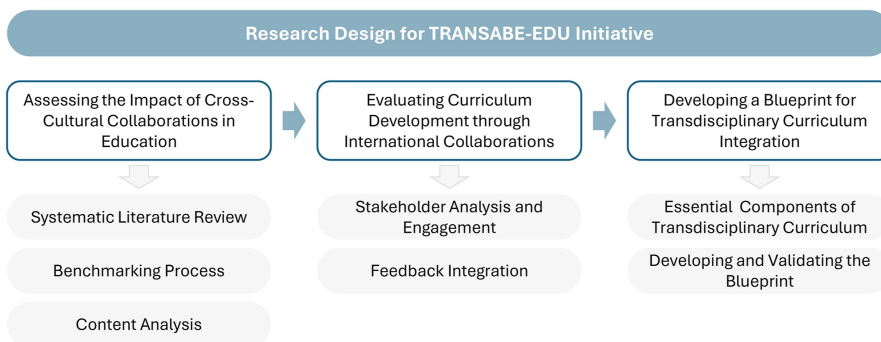 Research Design for TRANSABE-EDU Initiative
Assessing the Impact of Cross-
Cultural Collaborations in
Education
Evaluating Curriculum
Development through
International Collaborations
Developing a Blueprint for
Transdisciplinary Curriculum
Integration
Systematic Literature Review
Benchmarking Process
Content Analysis
Stakeholder Analysis and
Engagement
Feedback Integration
Essential Components of
Transdisciplinary Curriculum
Developing and Validating the
Blueprint